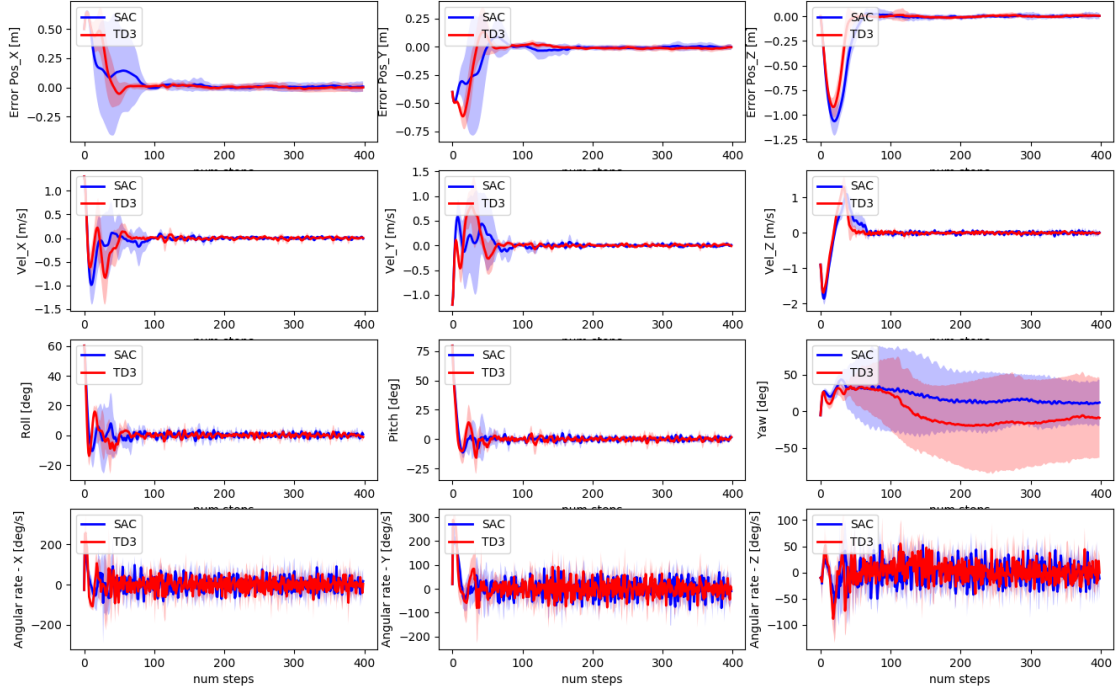 Error Pos_X [m]
0.50
0.25
0.00
−0.25
SAC
TD3
0 100 200 300 400
num steps
Error Pos_Y [m]
0.25
0.00
−0.25
−0.50
−0.75
SAC
TD3
0 100 200 300 400
num steps
Error Pos_Z [m]
0.00
−0.25
−0.50
−0.75
−1.00
−1.25
SAC
TD3
0 100 200 300 400
num steps
Vel_X [m/s]
1.0
0.5
0.0
−0.5
−1.0
−1.5
SAC
TD3
0 100 200 300 400
num steps
Vel_Y [m/s]
1.0
0.5
0.0
−0.5
−1.0
SAC
TD3
0 100 200 300 400
num steps
Vel_Z [m/s]
1
0
−1
−2
SAC
TD3
0 100 200 300 400
num steps
Roll [deg]
60
40
20
0
−20
SAC
TD3
0 100 200 300 400
num steps
Pitch [deg]
75
50
25
0
−25
SAC
TD3
0 100 200 300 400
num steps
Yaw [deg]
50
0
−50
SAC
TD3
0 100 200 300 400
num steps
Angular rate - X [deg/s]
200
0
−200
SAC
TD3
0 100 200 300 400
num steps
Angular rate - Y [deg/s]
300
200
100
0
−100
−200
SAC
TD3
0 100 200 300 400
num steps
Angular rate - Z [deg/s]
100
50
0
−50
−100
SAC
TD3
0 100 200 300 400
num steps